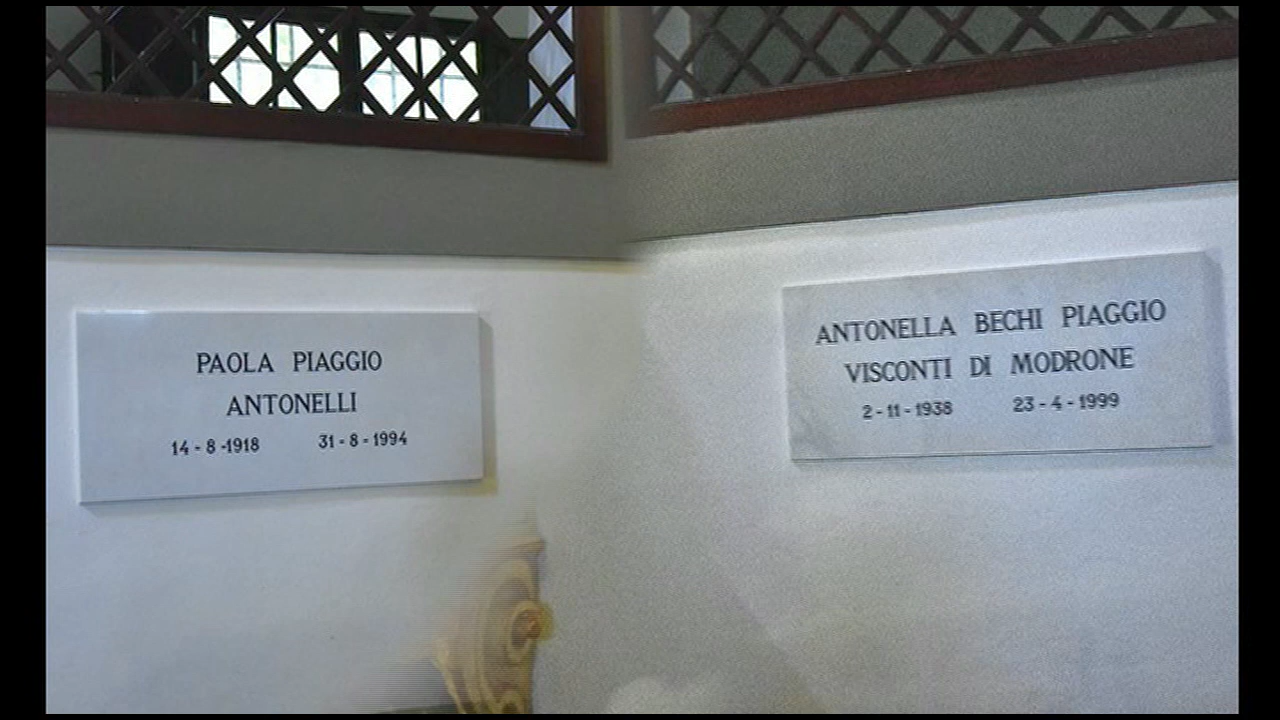 PAOLA PIAGGIO
ANTONELLI
14 - 8 - 1918 31 - 8 - 1994
ANTONELLA BECHI PIAGGIO
VISCONTI DI MODRONE
2 - 11 - 1938 23 - 4 - 1999